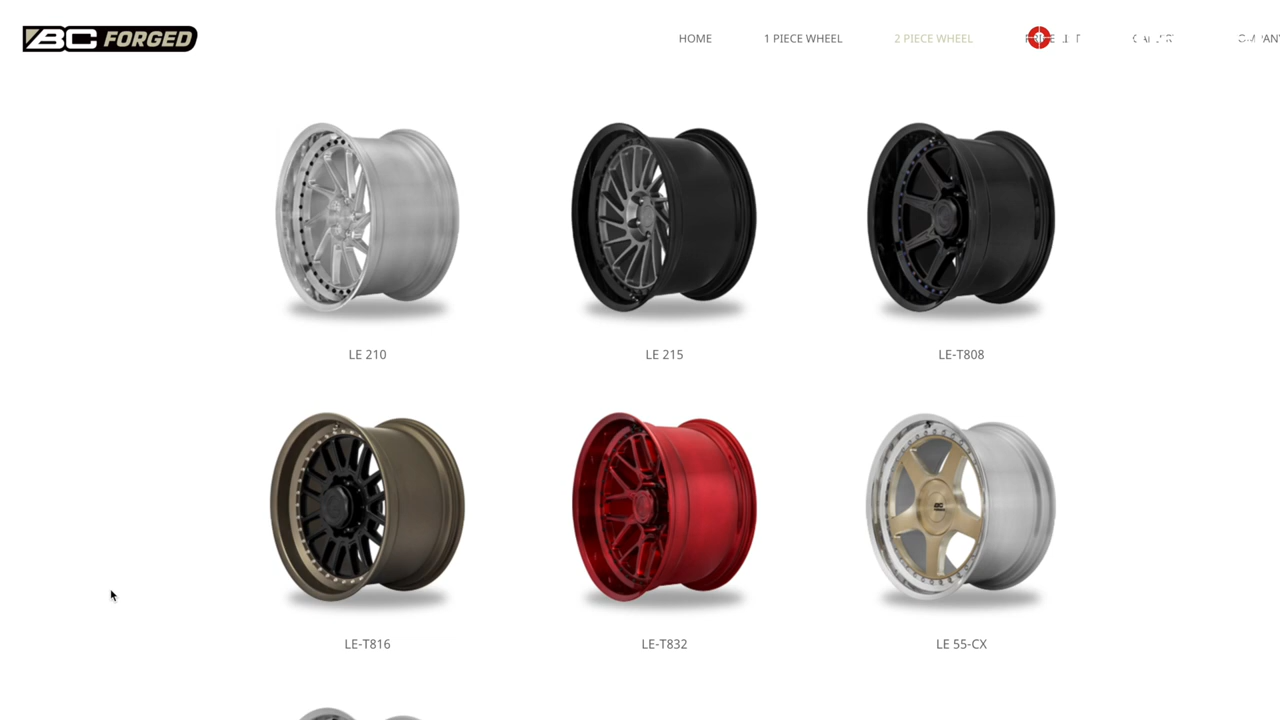 BC FORGED
HOME 1 PIECE WHEEL 2 PIECE WHEEL
LE 210 LE 215 LE-T808
LE-T816 LE-T832 LE 55-CX